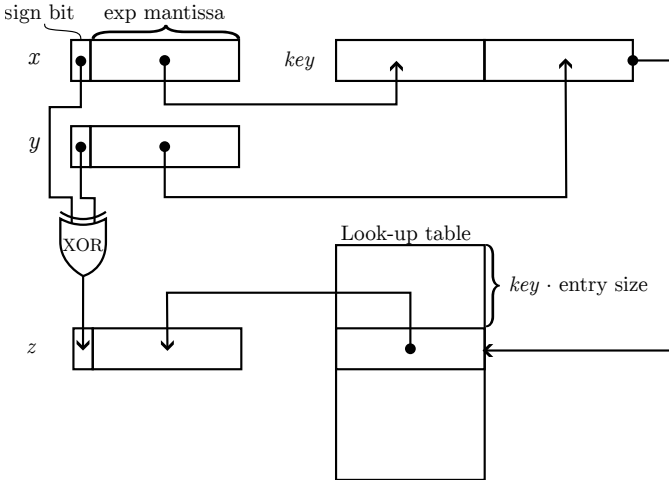 sign bit exp mantissa
x key
y
XOR
Look-up table
key · entry size
z